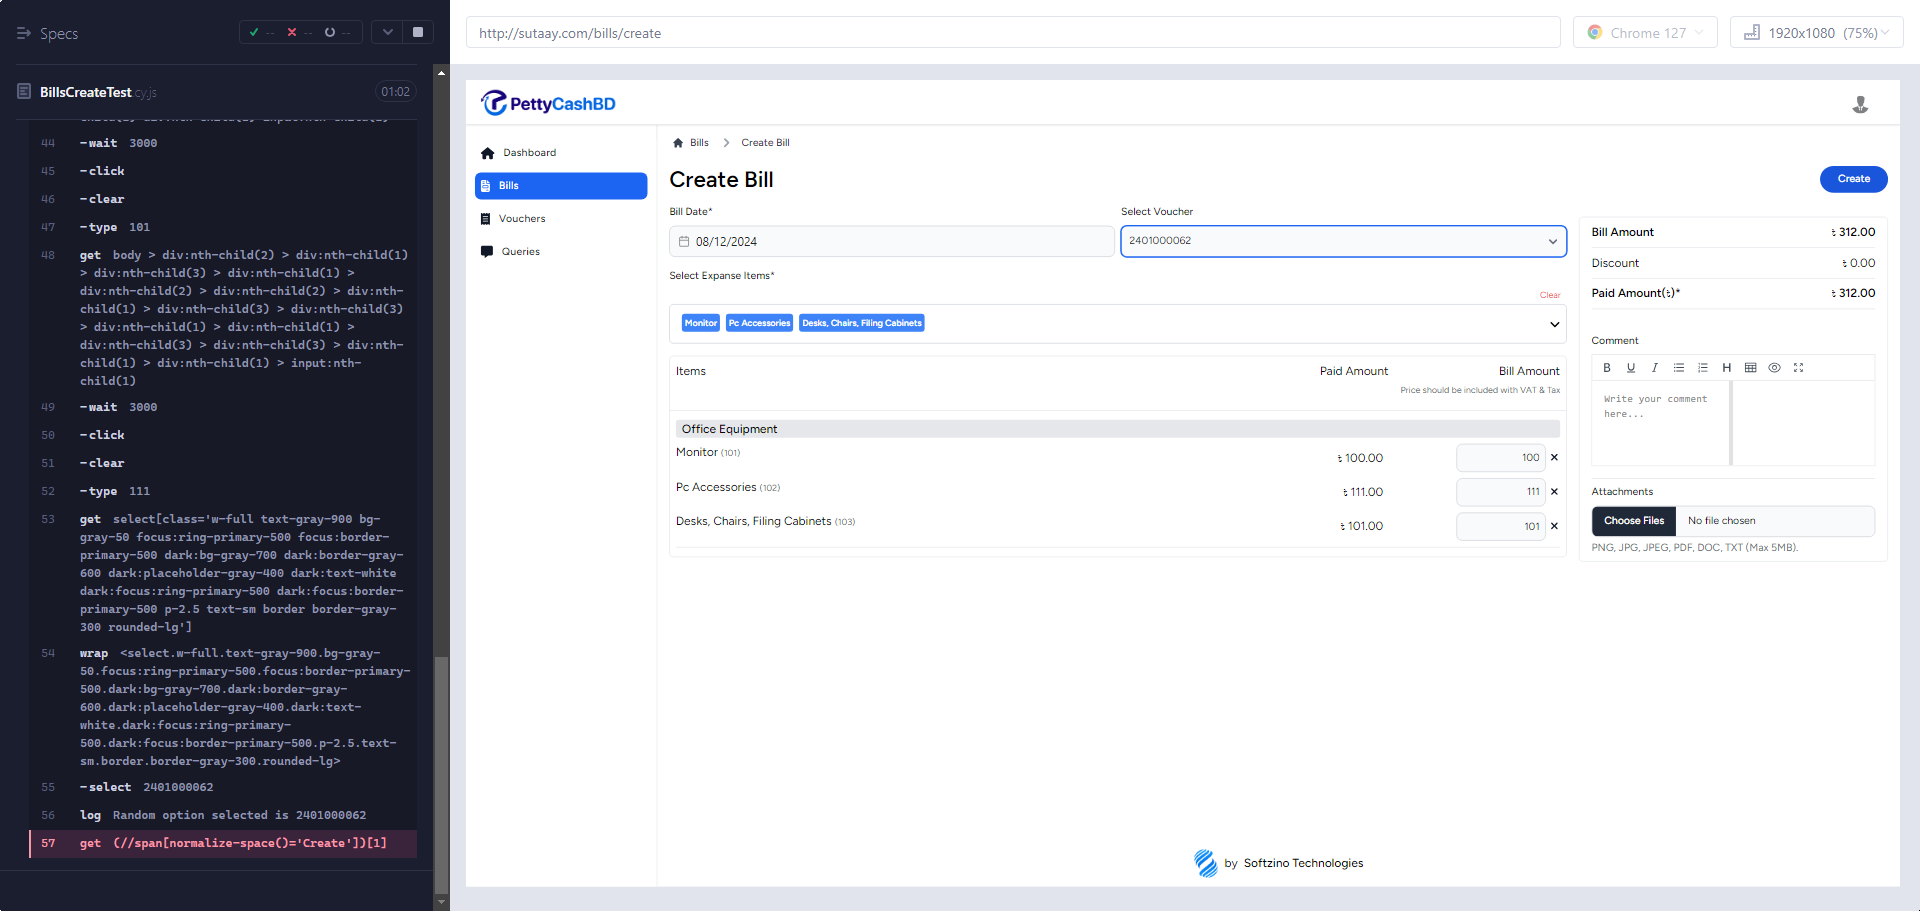 Specs
-- -- --
http://sutaay.com/bills/create
Chrome 127
1920x1080 (75%)
BillsCreateTest.cy.js
01:02
44 -wait 3000
45 -click
46 -clear
47 -type 101
48 get body > div:nth-child(2) > div:nth-child(1)
> div:nth-child(3) > div:nth-child(1) >
div:nth-child(2) > div:nth-child(2) > div:nth-
child(1) > div:nth-child(3) > div:nth-child(3)
> div:nth-child(1) > div:nth-child(1) >
div:nth-child(3) > div:nth-child(3) > div:nth-
child(1) > div:nth-child(1) > input:nth-
child(1)
49 -wait 3000
50 -click
51 -clear
52 -type 111
53 get select[class='w-full text-gray-900 bg-
gray-50 focus:ring-primary-500 focus:border-
primary-500 dark:bg-gray-700 dark:border-gray-
600 dark:placeholder-gray-400 dark:text-white
dark:focus:ring-primary-500 dark:focus:border-
primary-500 p-2.5 text-sm border border-gray-
300 rounded-lg']
54 wrap <select.w-full.text-gray-900.bg-gray-
50.focus:ring-primary-500.focus:border-primary-
500.dark:bg-gray-700.dark:border-gray-
600.dark:placeholder-gray-400.dark:text-
white.dark:focus:ring-primary-
500.dark:focus:border-primary-500.p-2.5.text-
sm.border.border-gray-300.rounded-lg>
55 -select 2401000062
56 log Random option selected is 2401000062
57 get (//span[normalize-space()='Create'])[1]
PettyCashBD
Dashboard
Bills
Vouchers
Queries
Bills > Create Bill
Create Bill
Create
Bill Date*
08/12/2024
Select Voucher
2401000062
Select Expanse Items*
Clear
Monitor Pc Accessories Desks, Chairs, Filing Cabinets
Items Paid Amount Bill Amount
Price should be included with VAT & Tax
Office Equipment
Monitor (101) ৳ 100.00 100 ×
Pc Accessories (102) ৳ 111.00 111 ×
Desks, Chairs, Filing Cabinets (103) ৳ 101.00 101 ×
Bill Amount ৳ 312.00
Discount ৳ 0.00
Paid Amount(৳)* ৳ 312.00
Comment
B U I H
Write your comment
here...
Attachments
Choose Files No file chosen
PNG, JPG, JPEG, PDF, DOC, TXT (Max 5MB).
by Softzino Technologies